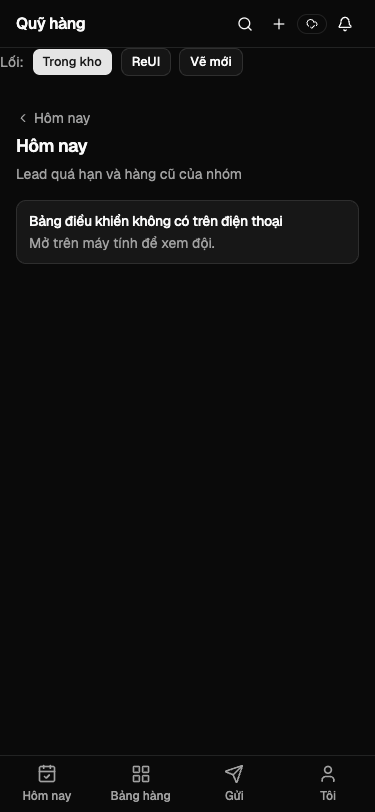 Quỹ hàng
Lối: Trong kho ReUI Vẽ mới
Hôm nay
Hôm nay
Lead quá hạn và hàng cũ của nhóm
Bảng điều khiển không có trên điện thoại
Mở trên máy tính để xem đội.
Hôm nay Bảng hàng Gửi Tôi